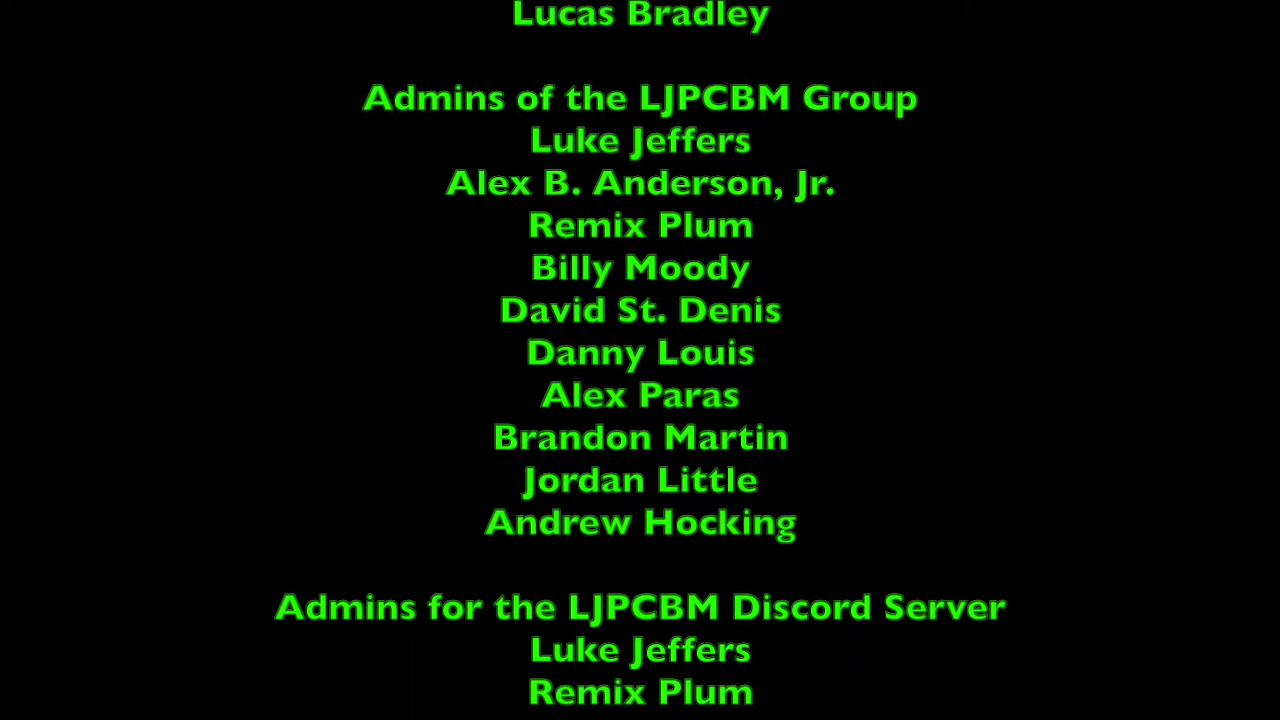 Lucas Bradley
Admins of the LJPCBM Group
Luke Jeffers
Alex B. Anderson, Jr.
Remix Plum
Billy Moody
David St. Denis
Danny Louis
Alex Paras
Brandon Martin
Jordan Little
Andrew Hocking
Admins for the LJPCBM Discord Server
Luke Jeffers
Remix Plum